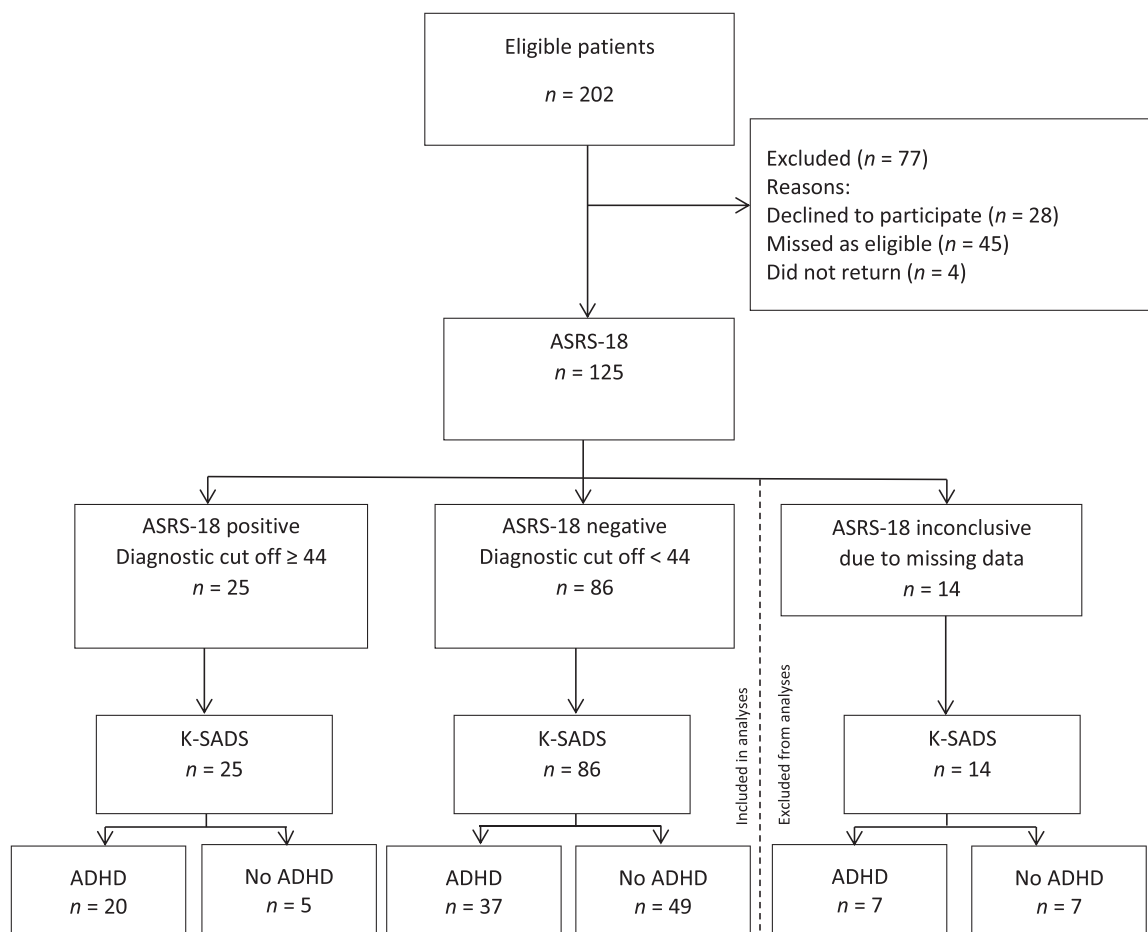 Eligible patients
n = 202
Excluded (n = 77)
Reasons:
Declined to participate (n = 28)
Missed as eligible (n = 45)
Did not return (n = 4)
ASRS-18
n = 125
ASRS-18 positive
Diagnostic cut off ≥ 44
n = 25
ASRS-18 negative
Diagnostic cut off < 44
n = 86
ASRS-18 inconclusive
due to missing data
n = 14
Included in analyses
Excluded from analyses
K-SADS
n = 25
K-SADS
n = 86
K-SADS
n = 14
ADHD
n = 20
No ADHD
n = 5
ADHD
n = 37
No ADHD
n = 49
ADHD
n = 7
No ADHD
n = 7